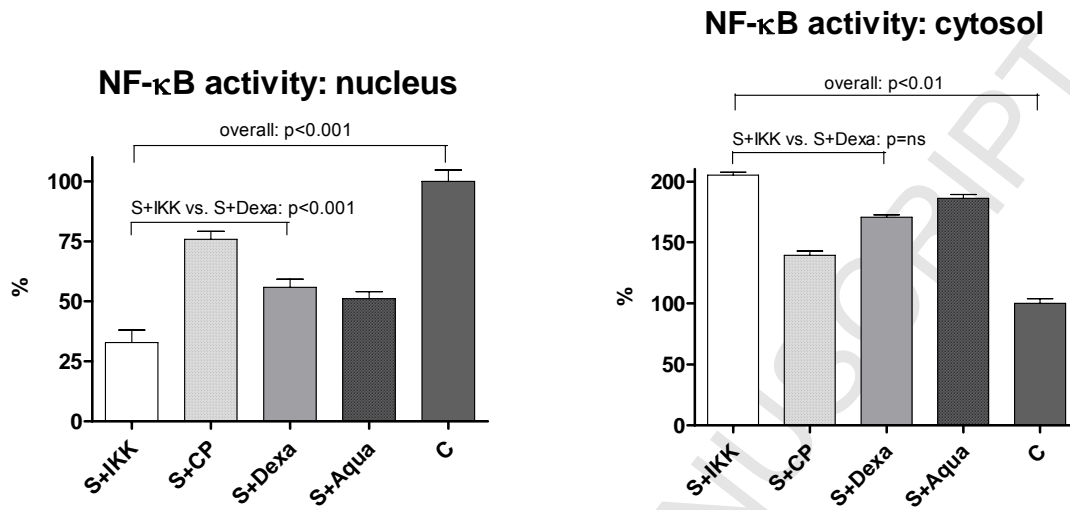 NF-κB activity: nucleus
overall: p<0.001
S+IKK vs. S+Dexa: p<0.001
100
75
50
25
0
%
S+IKK
S+CP
S+Dexa
S+Aqua
C
NF-κB activity: cytosol
overall: p<0.01
S+IKK vs. S+Dexa: p=ns
200
150
100
50
0
%
S+IKK
S+CP
S+Dexa
S+Aqua
C
NUSCRIPT